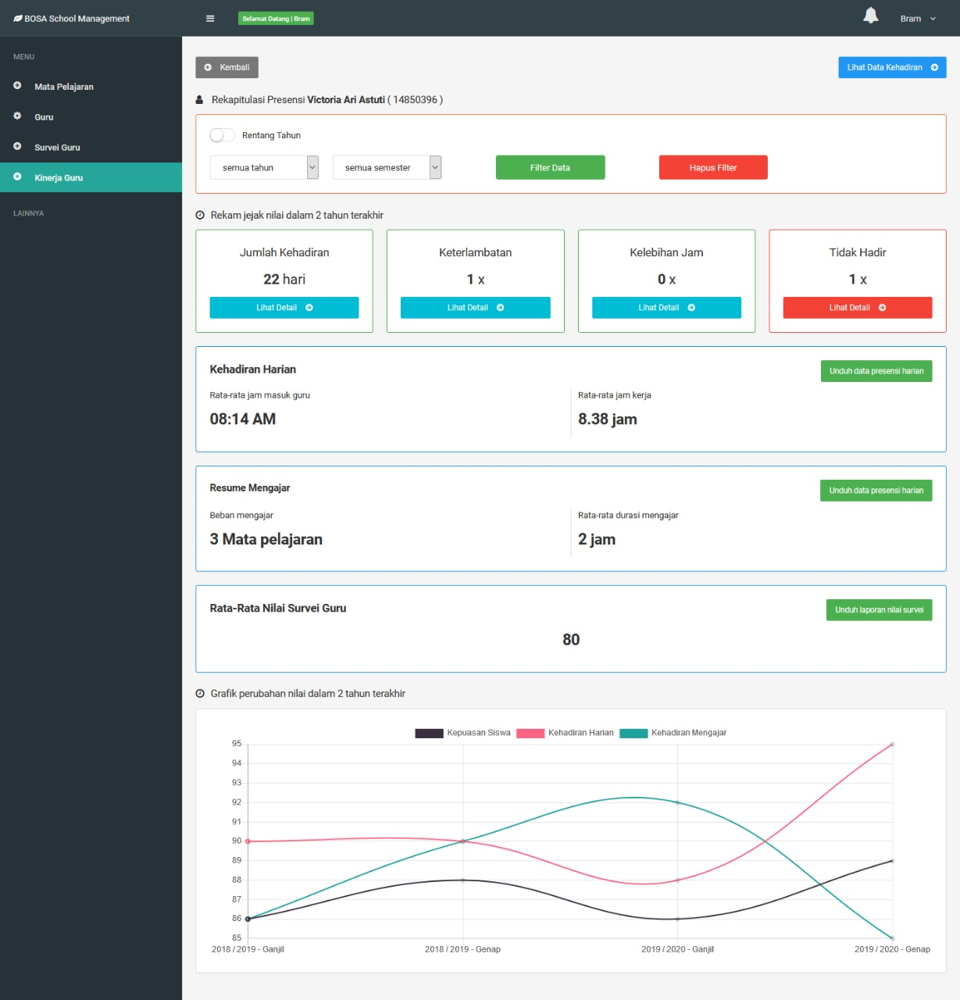 BOSA School Management
Selamat Datang | Bram
Bram
MENU
Mata Pelajaran
Guru
Survei Guru
Kinerja Guru
LAINNYA
Kembali
Lihat Data Kehadiran
Rekapitulasi Presensi Victoria Ari Astuti ( 14850396 )
Rentang Tahun
semua tahun
semua semester
Filter Data
Hapus Filter
Rekam jejak nilai dalam 2 tahun terakhir
Jumlah Kehadiran
22 hari
Lihat Detail
Keterlambatan
1 x
Lihat Detail
Kelebihan Jam
0 x
Lihat Detail
Tidak Hadir
1 x
Lihat Detail
Kehadiran Harian
Unduh data presensi harian
Rata-rata jam masuk guru
08:14 AM
Rata-rata jam kerja
8.38 jam
Resume Mengajar
Unduh data presensi harian
Beban mengajar
3 Mata pelajaran
Rata-rata durasi mengajar
2 jam
Rata-Rata Nilai Survei Guru
Unduh laporan nilai survei
80
Grafik perubahan nilai dalam 2 tahun terakhir
Kepuasan Siswa
Kehadiran Harian
Kehadiran Mengajar
95
94
93
92
91
90
89
88
87
86
85
2018 / 2019 - Ganjil
2018 / 2019 - Genap
2019 / 2020 - Ganjil
2019 / 2020 - Genap